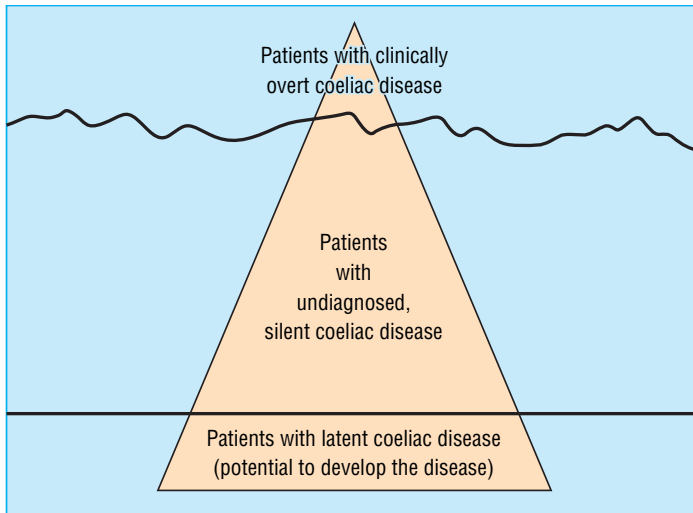 Patients with clinically
overt coeliac disease
Patients
with
undiagnosed,
silent coeliac disease
Patients with latent coeliac disease
(potential to develop the disease)